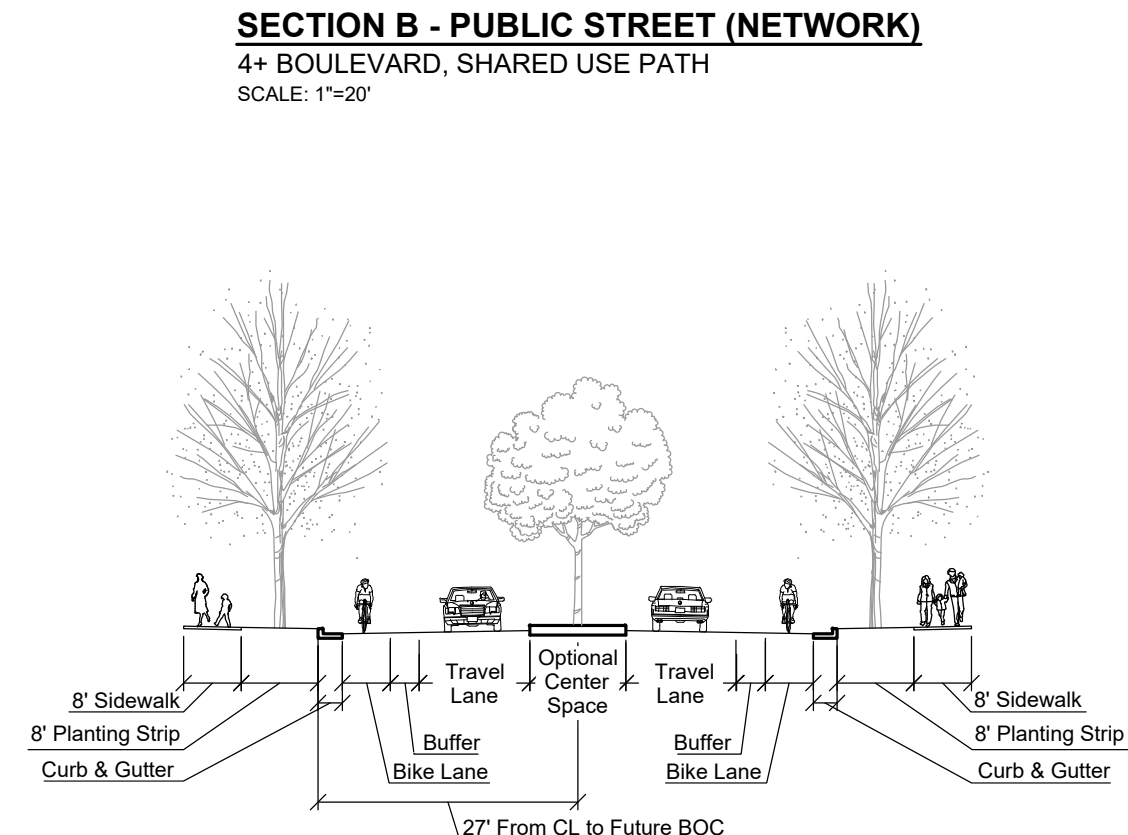 SECTION B - PUBLIC STREET (NETWORK)
4+ BOULEVARD, SHARED USE PATH
SCALE: 1"=20'
Travel
Lane
Optional
Center
Space
Travel
Lane
8' Sidewalk
8' Planting Strip
Curb & Gutter
Buffer
Bike Lane
Buffer
Bike Lane
8' Sidewalk
8' Planting Strip
Curb & Gutter
27' From CL to Future BOC